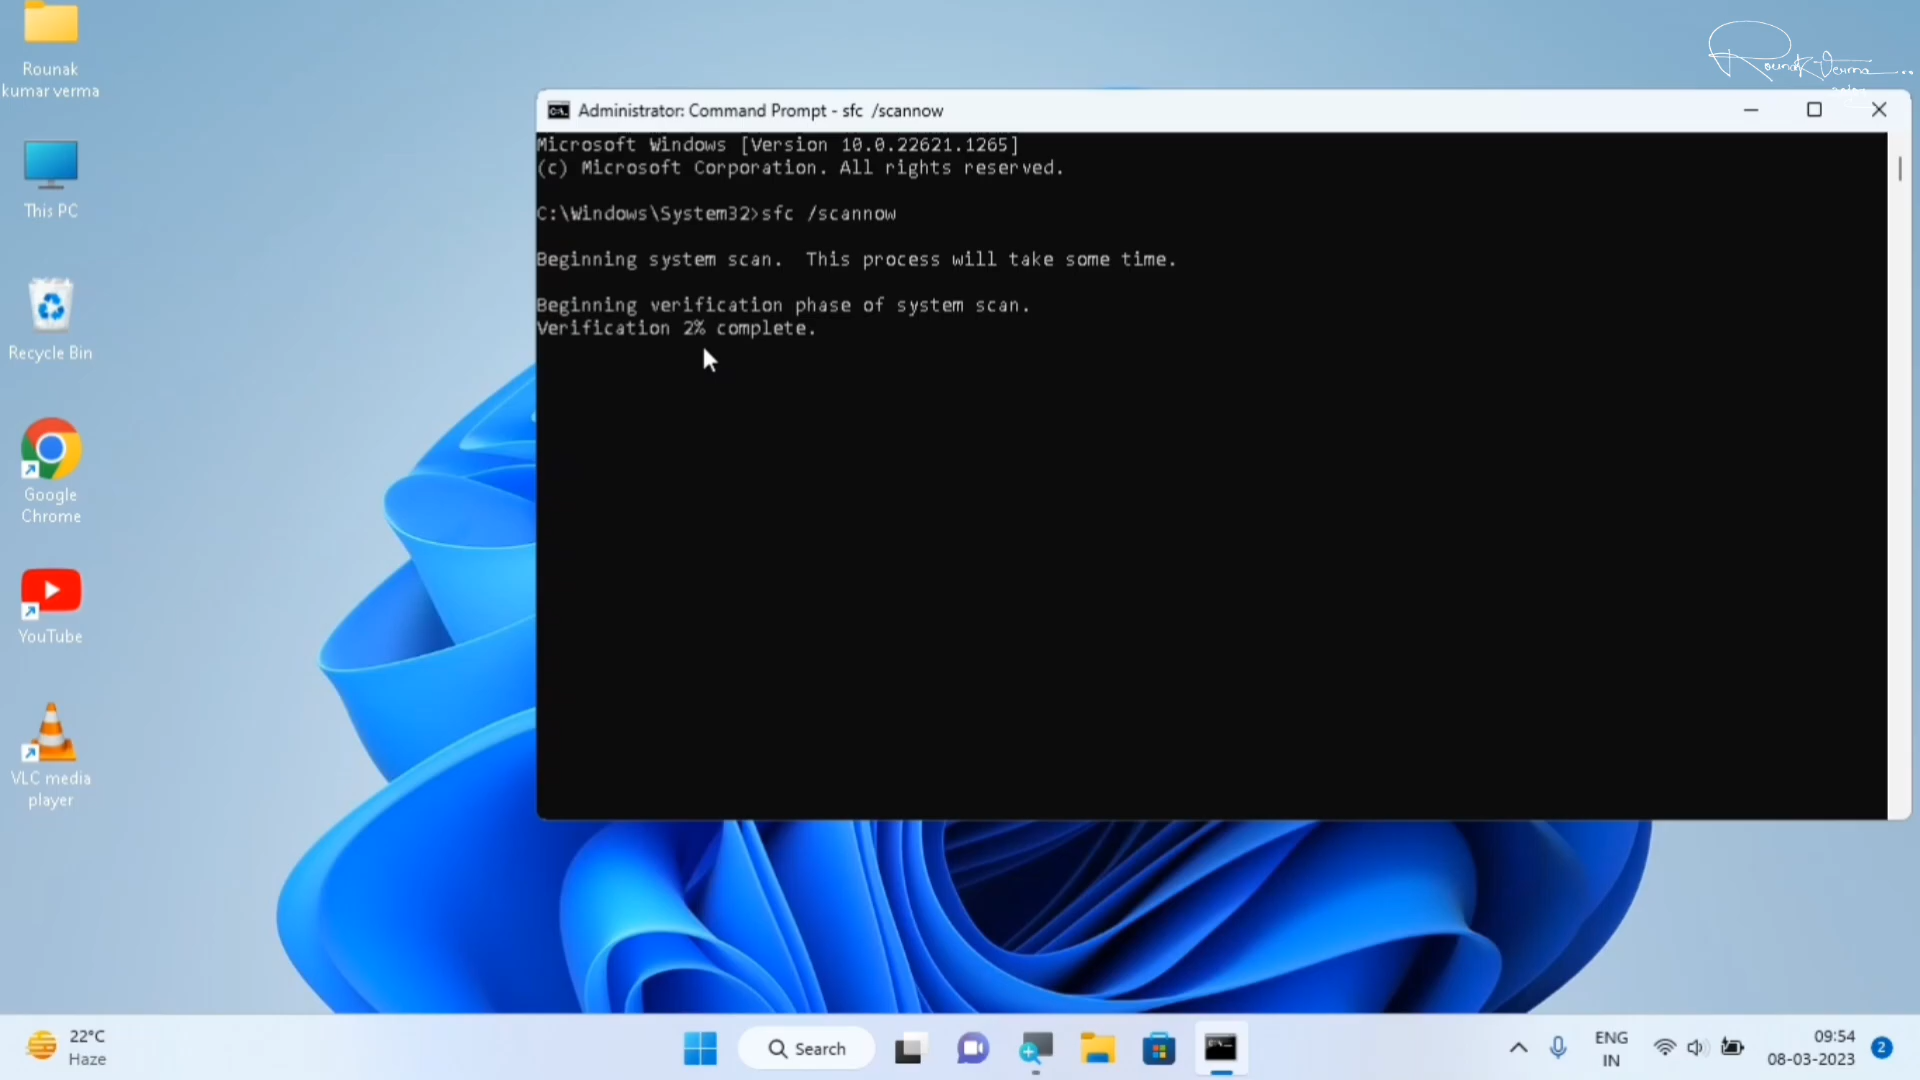 Rounak
kumar verma
This PC
Recycle Bin
Google
Chrome
YouTube
VLC media
player
Rounak Verma
Administrator: Command Prompt - sfc  /scannow
Microsoft Windows [Version 10.0.22621.1265]
(c) Microsoft Corporation. All rights reserved.
C:\Windows\System32>sfc /scannow
Beginning system scan.  This process will take some time.
Beginning verification phase of system scan.
Verification 2% complete.
22°C
Haze
Search
ENG
IN
09:54
08-03-2023
2